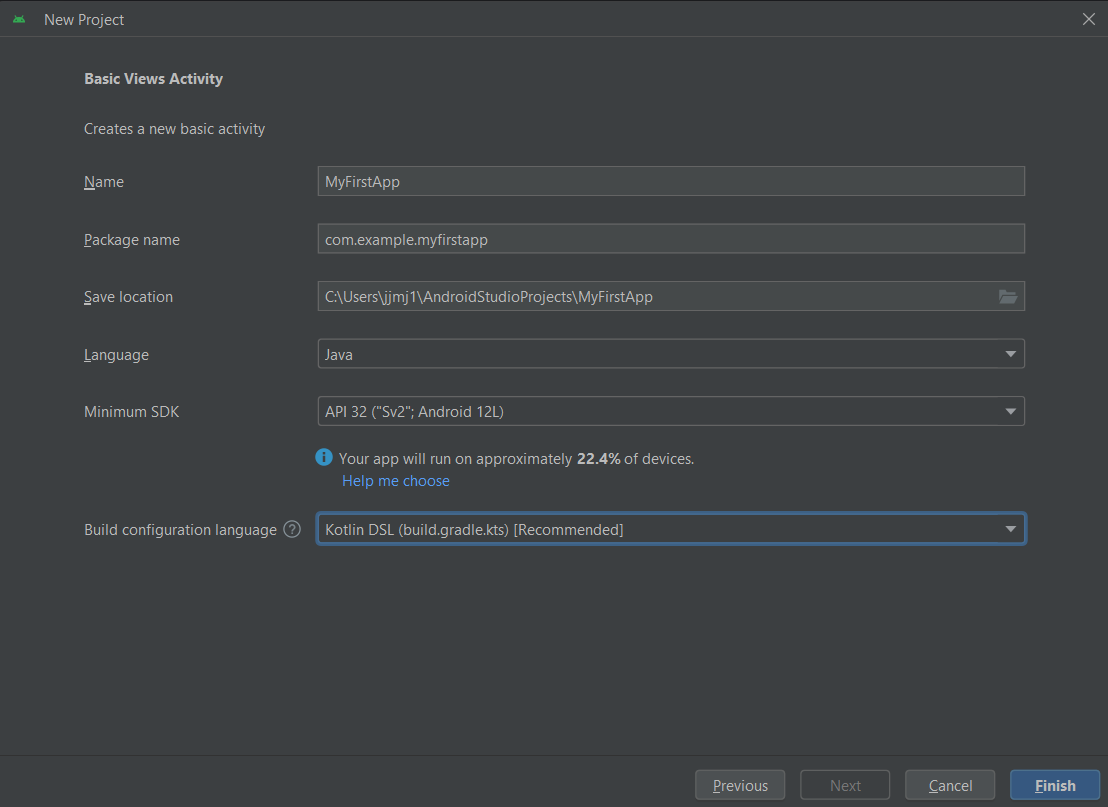 New Project
Basic Views Activity
Creates a new basic activity
Name MyFirstApp
Package name com.example.myfirstapp
Save location C:\Users\jjmj1\AndroidStudioProjects\MyFirstApp
Language Java
Minimum SDK API 32 ("Sv2"; Android 12L)
Your app will run on approximately 22.4% of devices.
Help me choose
Build configuration language ? Kotlin DSL (build.gradle.kts) [Recommended]
Previous Next Cancel Finish